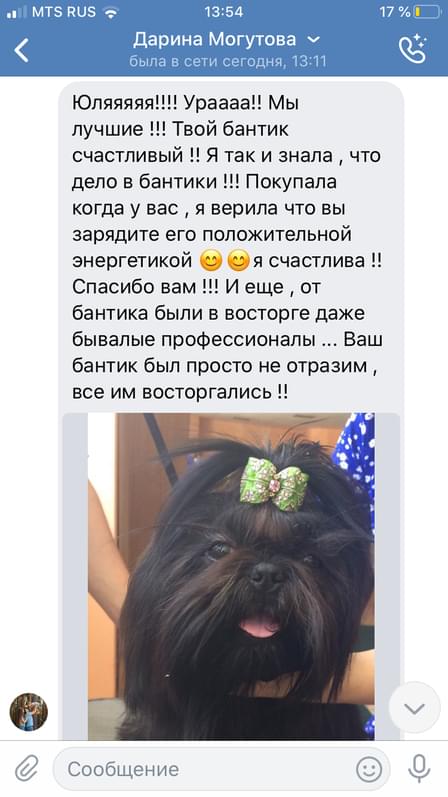 MTS RUS 13:54 17 %
Дарина Могутова
была в сети сегодня, 13:11
Юляяяяя!!!! Ураааа!! Мы
лучшие !!! Твой бантик
счастливый !! Я так и знала , что
дело в бантики !!! Покупала
когда у вас , я верила что вы
зарядите его положительной
энергетикой 😊 😊 я счастлива !!
Спасибо вам !!! И еще , от
бантика были в восторге даже
бывалые профессионалы ... Ваш
бантик был просто не отразим ,
все им восторгались !!
Сообщение